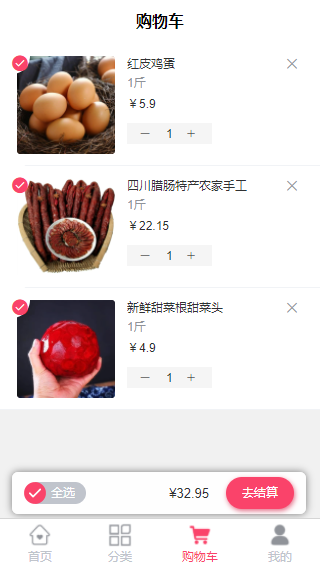 购物车
红皮鸡蛋
1斤
￥5.9
1
四川腊肠特产农家手工
1斤
￥22.15
1
新鲜甜菜根甜菜头
1斤
￥4.9
1
全选 ¥32.95 去结算
首页 分类 购物车 我的